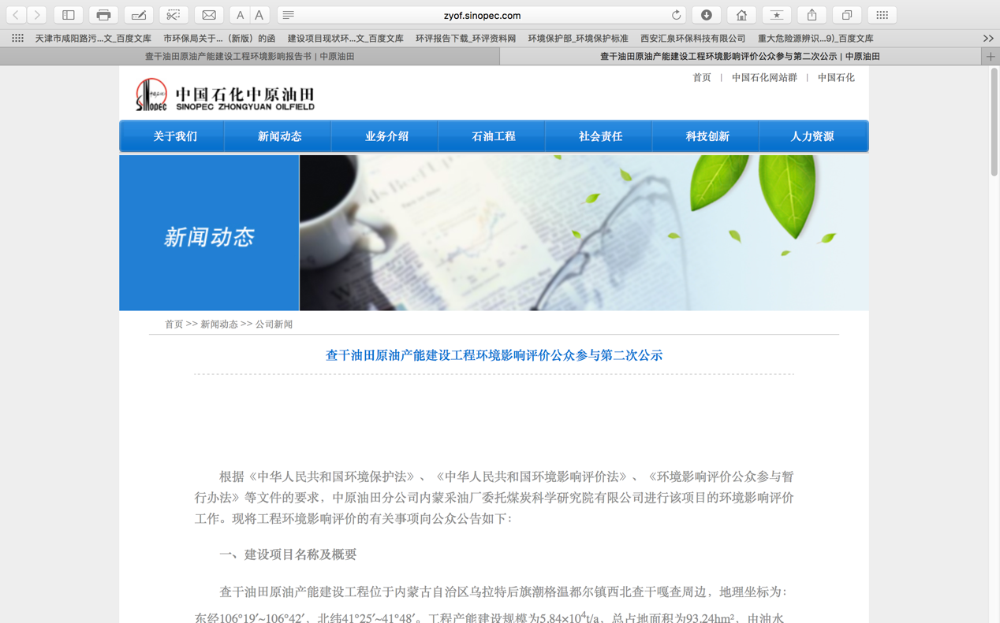 A A zyof.sinopec.com
天津市咸阳路污...文_百度文库 市环保局关于...（新版）的函 建设项目现状环...文_百度文库 环评报告下载_环评资料网 环境保护部_环境保护标准 西安汇泉环保科技有限公司 重大危险源辨识...9)_百度文库 >>
查干油田原油产能建设工程环境影响报告书 | 中原油田 查干油田原油产能建设工程环境影响评价公众参与第二次公示 | 中原油田 +
首页 | 中国石化网站群 | 中国石化
SINOPEC 中国石化中原油田
SINOPEC ZHONGYUAN OILFIELD
关于我们 新闻动态 业务介绍 石油工程 社会责任 科技创新 人力资源
新闻动态
首页 >> 新闻动态 >> 公司新闻
查干油田原油产能建设工程环境影响评价公众参与第二次公示
根据《中华人民共和国环境保护法》、《中华人民共和国环境影响评价法》、《环境影响评价公众参与暂
行办法》等文件的要求，中原油田分公司内蒙采油厂委托煤炭科学研究院有限公司进行该项目的环境影响评价
工作。现将工程环境影响评价的有关事项向公众公告如下：
一、建设项目名称及概要
查干油田原油产能建设工程位于内蒙古自治区乌拉特后旗潮格温都尔镇西北查干嘎查周边，地理坐标为：
东经106°19′~106°42′，北纬41°25′~41°48′。工程产能建设规模为5.84×10⁴t/a，总占地面积为93.24hm²，由油水